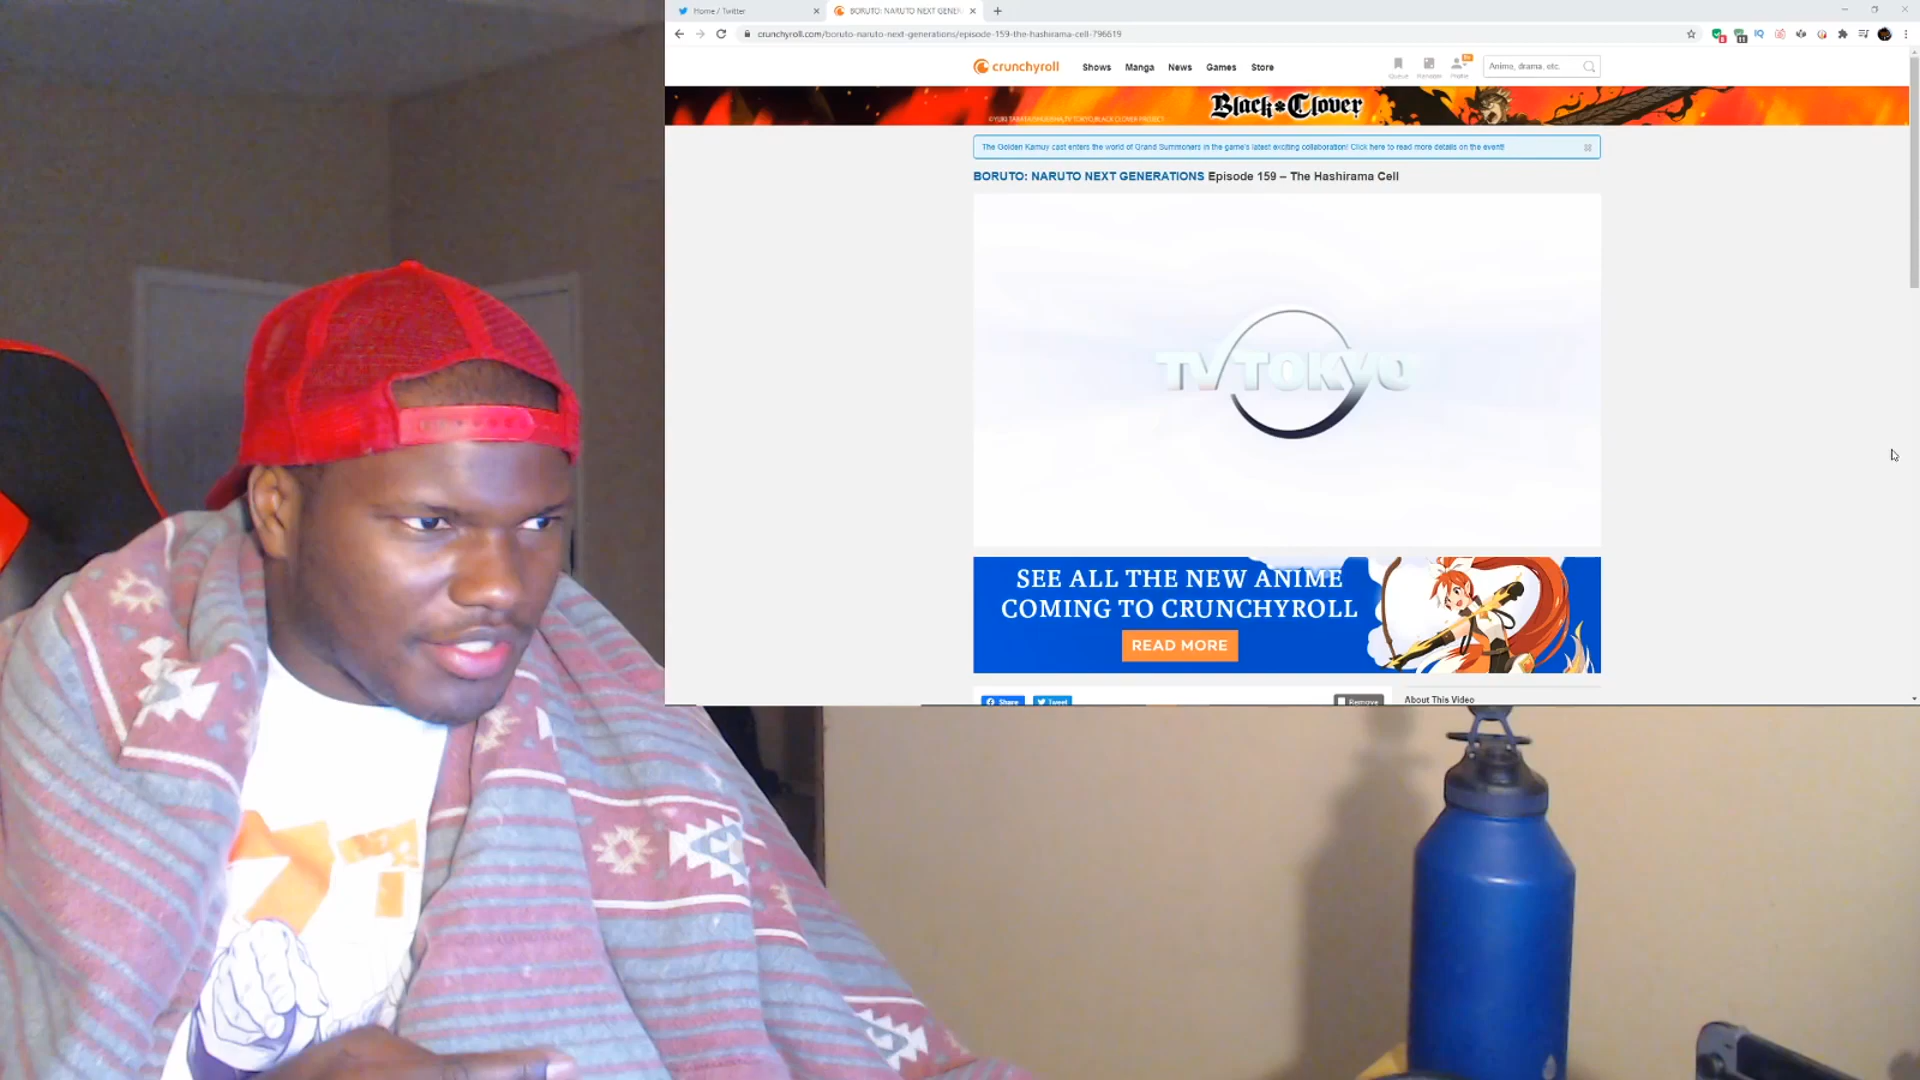 Home / Twitter
BORUTO: NARUTO NEXT GENER
crunchyroll.com/boruto-naruto-next-generations/episode-159-the-hashirama-cell-796619
crunchyroll
Shows Manga News Games Store
Queue Random Profile
Anime, drama, etc.
Black Clover
The Golden Kamuy cast enters the world of Grand Summoners in the game's latest exciting collaboration! Click here to read more details on the event!
BORUTO: NARUTO NEXT GENERATIONS Episode 159 – The Hashirama Cell
TV TOKYO
SEE ALL THE NEW ANIME
COMING TO CRUNCHYROLL
READ MORE
Share Tweet Remove
About This Video